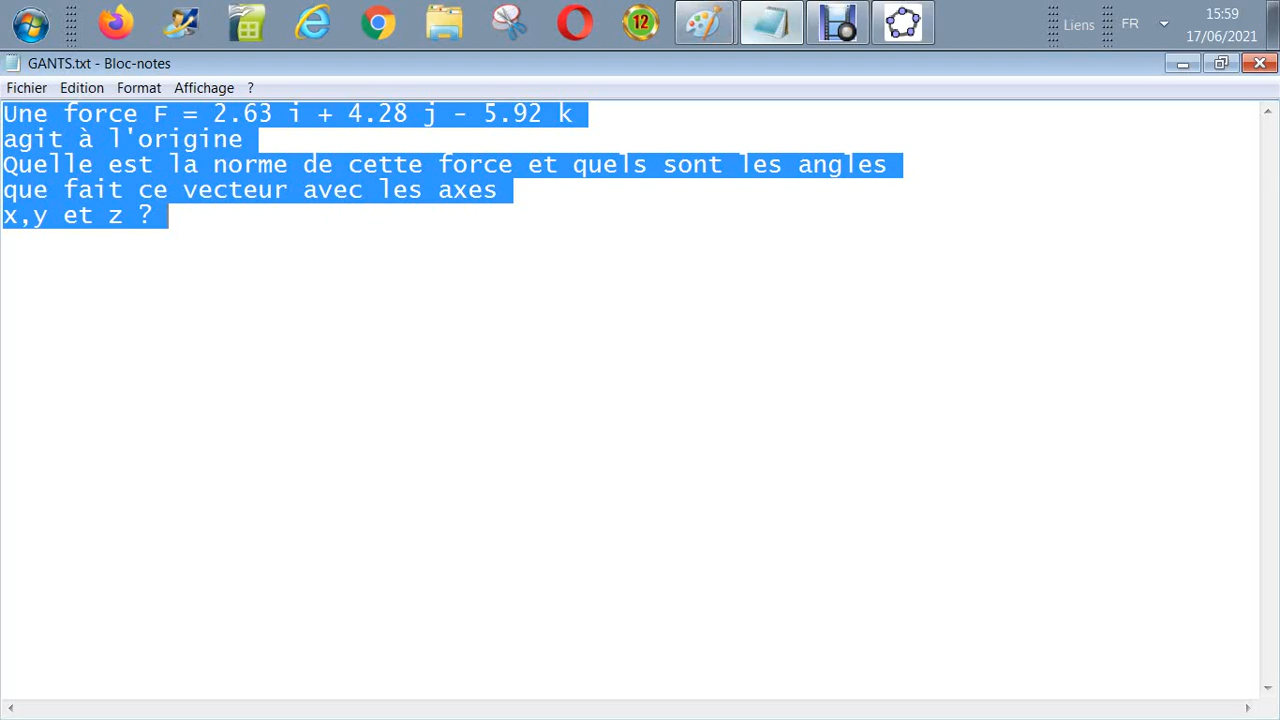 Liens
FR
15:59
17/06/2021
12
GANTS.txt - Bloc-notes
Fichier Edition Format Affichage ?
Une force F = 2.63 i + 4.28 j - 5.92 k
agit à l'origine
Quelle est la norme de cette force et quels sont les angles
que fait ce vecteur avec les axes
x,y et z ?